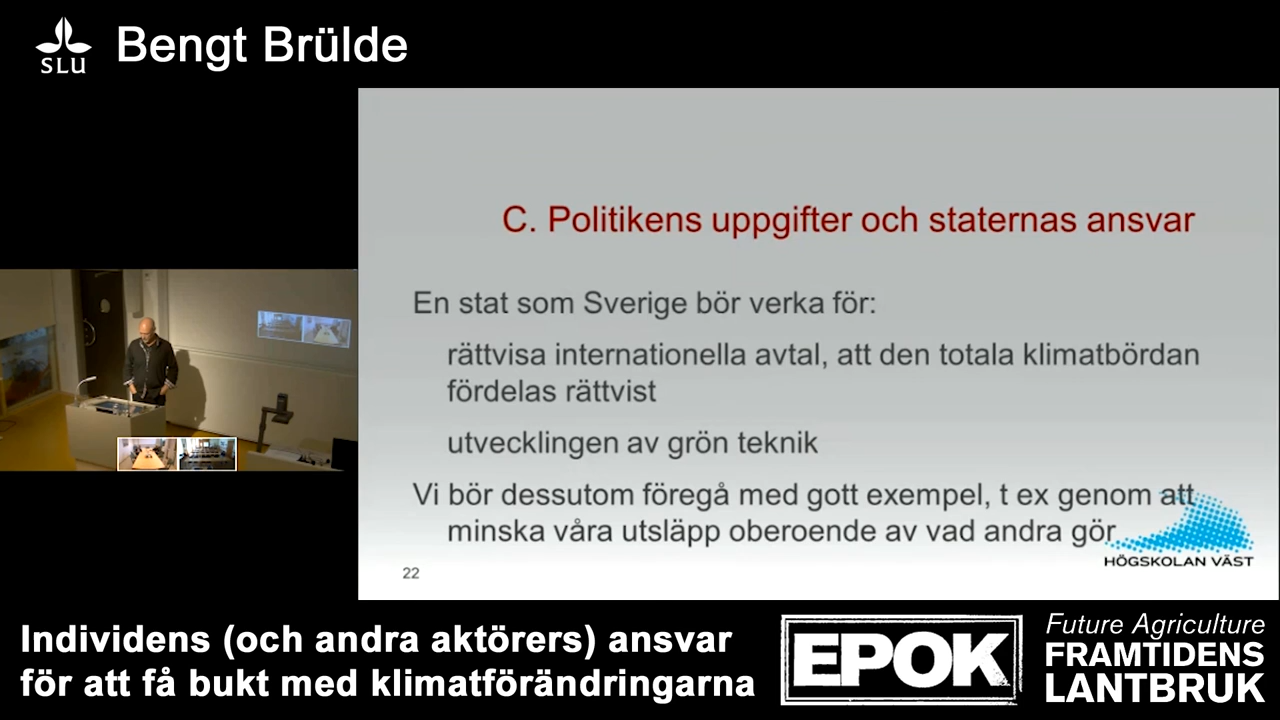 SLU
Bengt Brülde
C. Politikens uppgifter och staternas ansvar
En stat som Sverige bör verka för:
rättvisa internationella avtal, att den totala klimatbördan
fördelas rättvist
utvecklingen av grön teknik
Vi bör dessutom föregå med gott exempel, t ex genom att
minska våra utsläpp oberoende av vad andra gör
HÖGSKOLAN VÄST
22
Individens (och andra aktörers) ansvar
för att få bukt med klimatförändringarna
EPOK
Future Agriculture
FRAMTIDENS
LANTBRUK